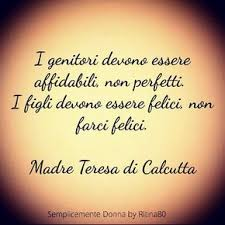 I genitori devono essere
affidabili, non perfetti.
I figli devono essere felici, non
farci felici.
Madre Teresa di Calcutta
Semplicemente Donna by Ritina80